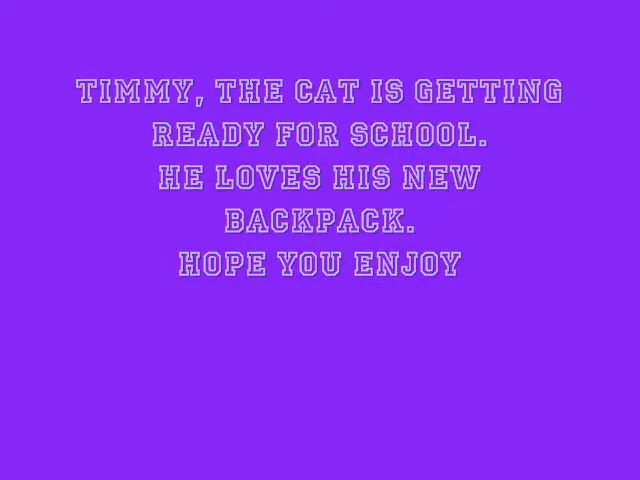 TIMMY, THE CAT IS GETTING
READY FOR SCHOOL.
HE LOVES HIS NEW
BACKPACK.
HOPE YOU ENJOY